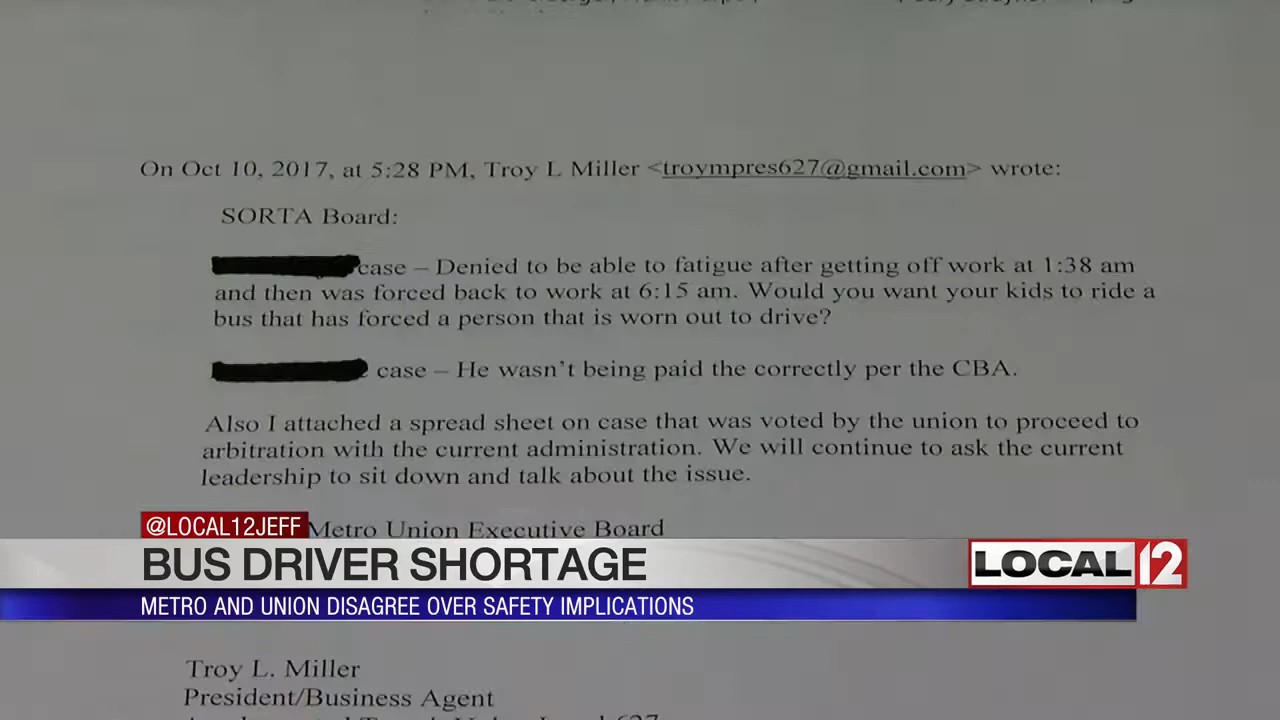 On Oct 10, 2017, at 5:28 PM, Troy L Miller <troympres627@gmail.com> wrote:
SORTA Board:
case – Denied to be able to fatigue after getting off work at 1:38 am
and then was forced back to work at 6:15 am. Would you want your kids to ride a
bus that has forced a person that is worn out to drive?
case – He wasn't being paid the correctly per the CBA.
Also I attached a spread sheet on case that was voted by the union to proceed to
arbitration with the current administration. We will continue to ask the current
leadership to sit down and talk about the issue.
@LOCAL12JEFF
Metro Union Executive Board
BUS DRIVER SHORTAGE
LOCAL 12
METRO AND UNION DISAGREE OVER SAFETY IMPLICATIONS
Troy L. Miller
President/Business Agent